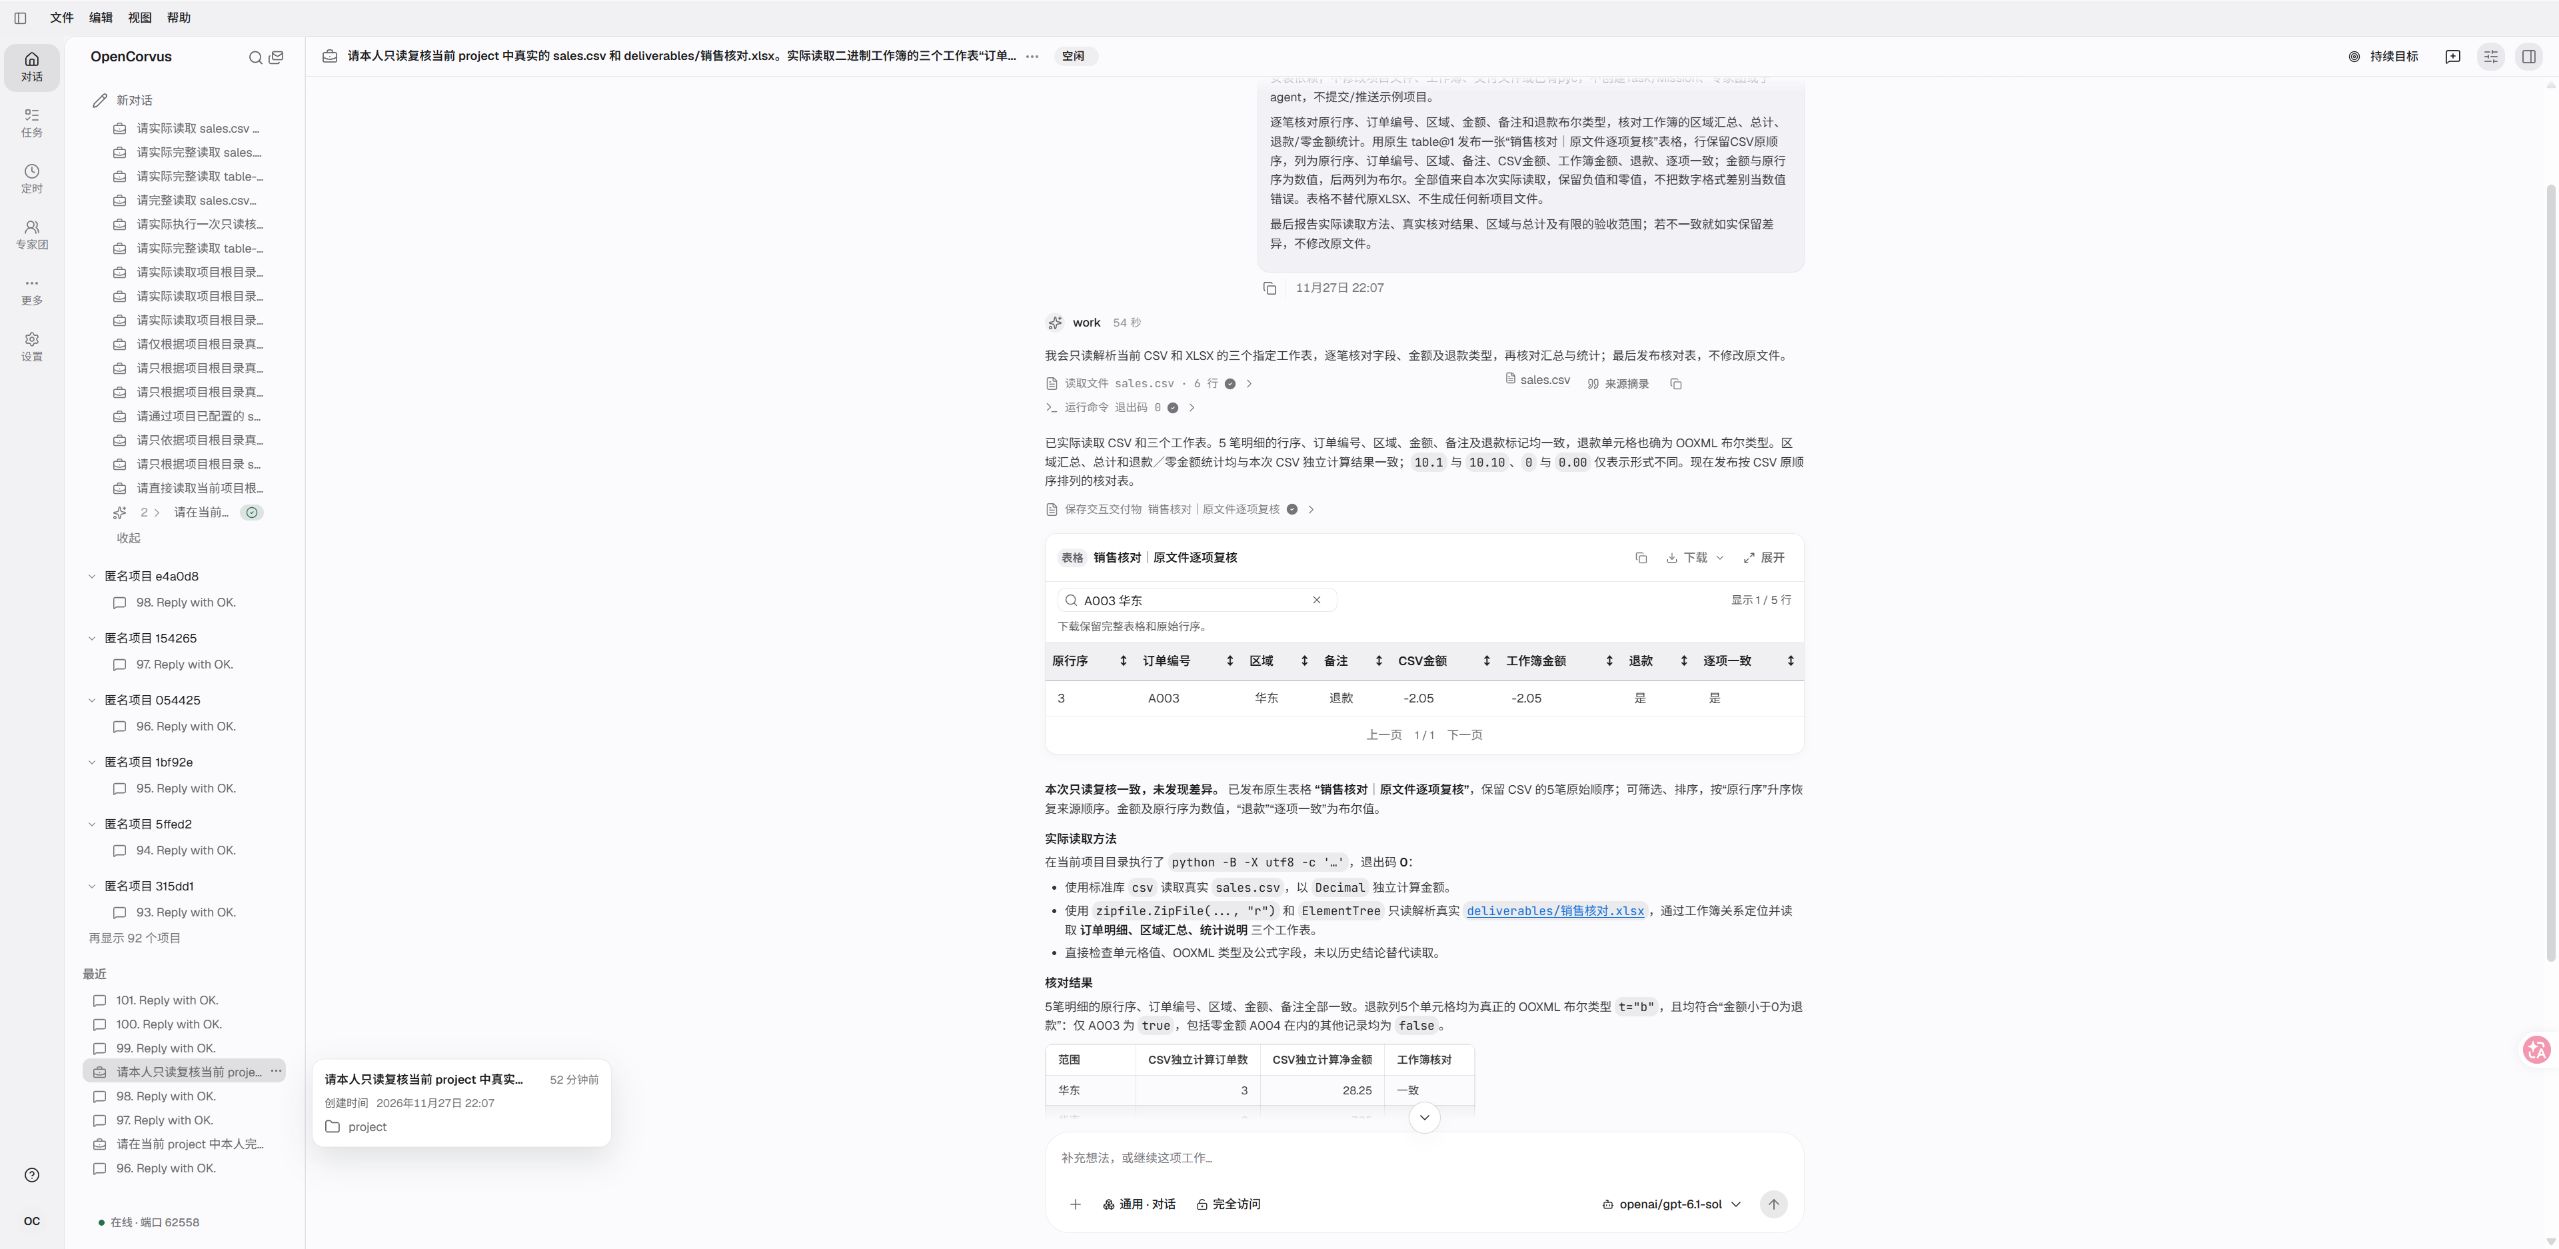 文件 编辑 视图 帮助
对话
任务
定时
专家团
更多
设置
OC
OpenCorvus
新对话
请实际读取 sales.csv ...
请实际完整读取 sales....
请实际完整读取 table-...
请完整读取 sales.csv...
请实际执行一次只读核...
请实际完整读取 table-...
请实际读取项目根目录...
请实际读取项目根目录...
请实际读取项目根目录...
请仅根据项目根目录真...
请只根据项目根目录真...
请只根据项目根目录真...
请通过项目已配置的 s...
请只依据项目根目录真...
请只根据项目根目录 s...
请直接读取当前项目根...
2 请在当前...
收起
匿名项目 e4a0d8
98. Reply with OK.
匿名项目 154265
97. Reply with OK.
匿名项目 054425
96. Reply with OK.
匿名项目 1bf92e
95. Reply with OK.
匿名项目 5ffed2
94. Reply with OK.
匿名项目 315dd1
93. Reply with OK.
再显示 92 个项目
最近
101. Reply with OK.
100. Reply with OK.
99. Reply with OK.
请本人只读复核当前 proje... ...
98. Reply with OK.
97. Reply with OK.
请在当前 project 中本人完...
96. Reply with OK.
在线 · 端口 62558
请本人只读复核当前 project 中真实... 52 分钟前
创建时间 2026年11月27日 22:07
project
请本人只读复核当前 project 中真实的 sales.csv 和 deliverables/销售核对.xlsx。实际读取二进制工作簿的三个工作表“订单... ... 空闲
持续目标
agent，不提交/推送示例项目。
逐笔核对原行序、订单编号、区域、金额、备注和退款布尔类型，核对工作簿的区域汇总、总计、
退款/零金额统计。用原生 table@1 发布一张“销售核对｜原文件逐项复核”表格，行保留CSV原顺
序，列为原行序、订单编号、区域、备注、CSV金额、工作簿金额、退款、逐项一致；金额与原行
序为数值，后两列为布尔。全部值来自本次实际读取，保留负值和零值，不把数字格式差别当数值
错误。表格不替代原XLSX、不生成任何新项目文件。
最后报告实际读取方法、真实核对结果、区域与总计及有限的验收范围；若不一致就如实保留差
异，不修改原文件。
11月27日 22:07
work 54 秒
我会只读解析当前 CSV 和 XLSX 的三个指定工作表，逐笔核对字段、金额及退款类型，再核对汇总与统计；最后发布核对表，不修改原文件。
读取文件 sales.csv · 6 行
sales.csv 来源摘录
运行命令 退出码 0
已实际读取 CSV 和三个工作表。5 笔明细的行序、订单编号、区域、金额、备注及退款标记均一致，退款单元格也确为 OOXML 布尔类型。区
域汇总、总计和退款／零金额统计均与本次 CSV 独立计算结果一致；10.1 与 10.10、0 与 0.00 仅表示形式不同。现在发布按 CSV 原顺
序排列的核对表。
保存交互交付物 销售核对｜原文件逐项复核
表格 销售核对｜原文件逐项复核
下载 展开
A003 华东
显示 1 / 5 行
下载保留完整表格和原始行序。
原行序 订单编号 区域 备注 CSV金额 工作簿金额 退款 逐项一致
3 A003 华东 退款 -2.05 -2.05 是 是
上一页 1 / 1 下一页
本次只读复核一致，未发现差异。 已发布原生表格 “销售核对｜原文件逐项复核”，保留 CSV 的5笔原始顺序；可筛选、排序，按“原行序”升序恢
复来源顺序。金额及原行序为数值，“退款”“逐项一致”为布尔值。
实际读取方法
在当前项目目录执行了 python -B -X utf8 -c '…'，退出码 0：
• 使用标准库 csv 读取真实 sales.csv，以 Decimal 独立计算金额。
• 使用 zipfile.ZipFile(..., "r") 和 ElementTree 只读解析真实 deliverables/销售核对.xlsx，通过工作簿关系定位并读
取 订单明细、区域汇总、统计说明 三个工作表。
• 直接检查单元格值、OOXML 类型及公式字段，未以历史结论替代读取。
核对结果
5笔明细的原行序、订单编号、区域、金额、备注全部一致。退款列5个单元格均为真正的 OOXML 布尔类型 t="b"，且均符合“金额小于0为退
款”：仅 A003 为 true，包括零金额 A004 在内的其他记录均为 false。
范围 CSV独立计算订单数 CSV独立计算净金额 工作簿核对
华东 3 28.25 一致
补充想法，或继续这项工作...
通用 · 对话 完全访问
openai/gpt-6.1-sol